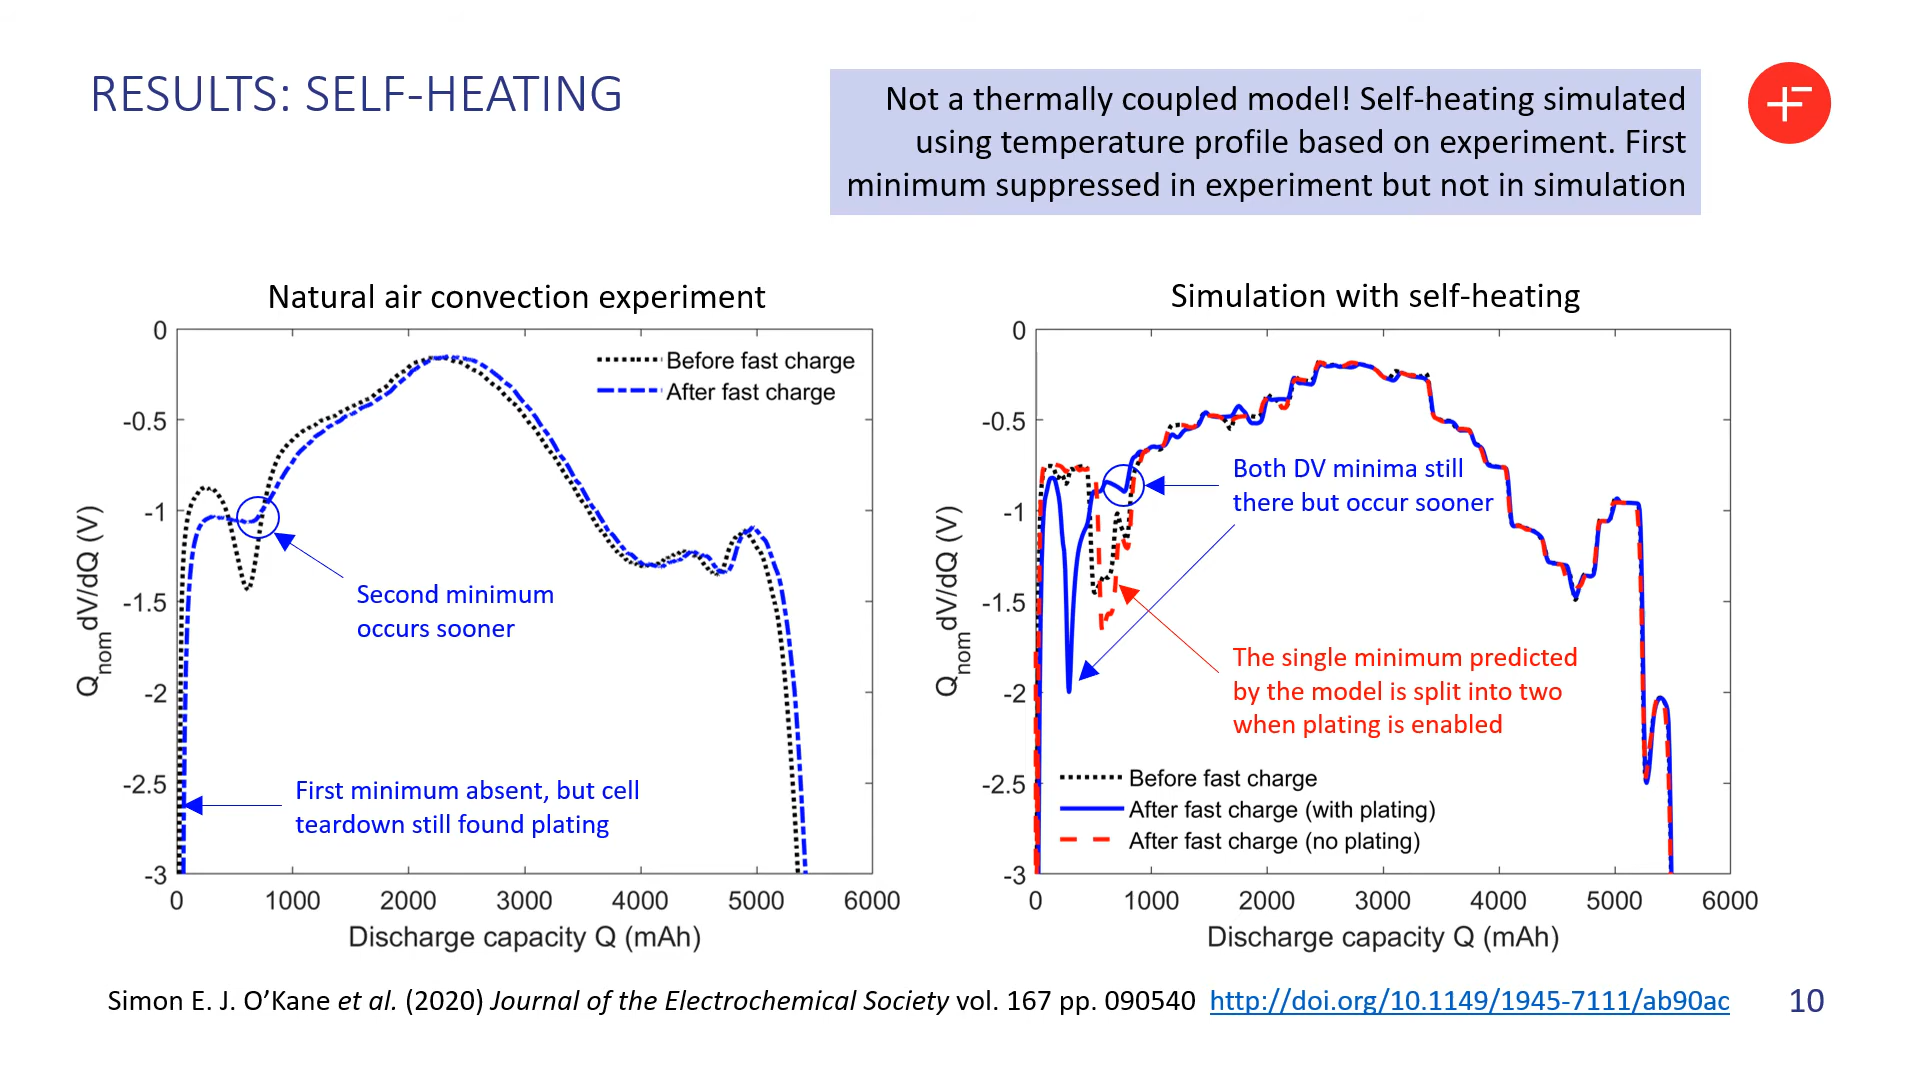 RESULTS: SELF-HEATING
Not a thermally coupled model! Self-heating simulated
using temperature profile based on experiment. First
minimum suppressed in experiment but not in simulation
Natural air convection experiment
0
-0.5
-1
-1.5
-2
-2.5
-3
QnomdV/dQ (V)
Before fast charge
After fast charge
Second minimum
occurs sooner
First minimum absent, but cell
teardown still found plating
0 1000 2000 3000 4000 5000 6000
Discharge capacity Q (mAh)
Simulation with self-heating
0
-0.5
-1
-1.5
-2
-2.5
-3
QnomdV/dQ (V)
Both DV minima still
there but occur sooner
The single minimum predicted
by the model is split into two
when plating is enabled
Before fast charge
After fast charge (with plating)
After fast charge (no plating)
0 1000 2000 3000 4000 5000 6000
Discharge capacity Q (mAh)
Simon E. J. O’Kane et al. (2020) Journal of the Electrochemical Society vol. 167 pp. 090540 http://doi.org/10.1149/1945-7111/ab90ac
10